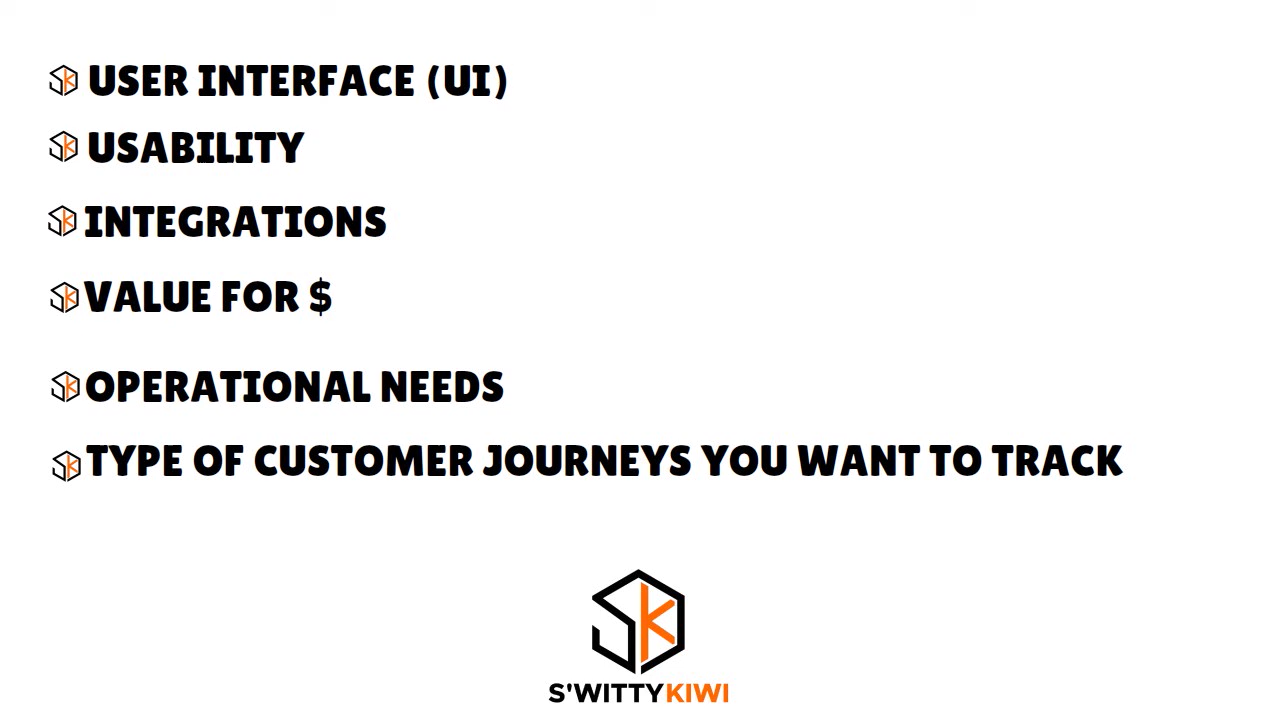 USER INTERFACE (UI)
USABILITY
INTEGRATIONS
VALUE FOR $
OPERATIONAL NEEDS
TYPE OF CUSTOMER JOURNEYS YOU WANT TO TRACK
S'WITTYKIWI